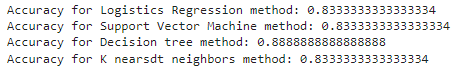 Accuracy for Logistics Regression method: 0.8333333333333334
Accuracy for Support Vector Machine method: 0.8333333333333334
Accuracy for Decision tree method: 0.8888888888888888
Accuracy for K nearsdt neighbors method: 0.8333333333333334